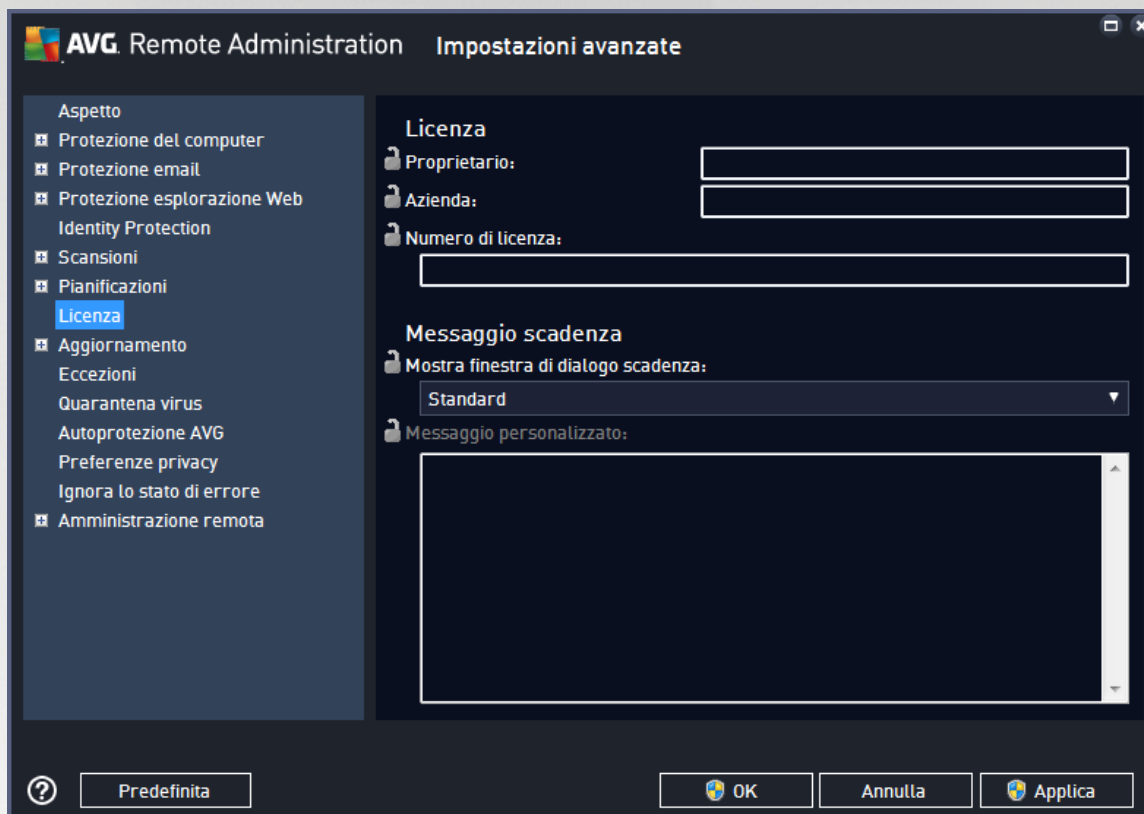 AVG. Remote Administration Impostazioni avanzate
Aspetto
Protezione del computer
Protezione email
Protezione esplorazione Web
Identity Protection
Scansioni
Pianificazioni
Licenza
Aggiornamento
Eccezioni
Quarantena virus
Autoprotezione AVG
Preferenze privacy
Ignora lo stato di errore
Amministrazione remota
Licenza
Proprietario:
Azienda:
Numero di licenza:
Messaggio scadenza
Mostra finestra di dialogo scadenza:
Standard
Messaggio personalizzato:
? Predefinita OK Annulla Applica